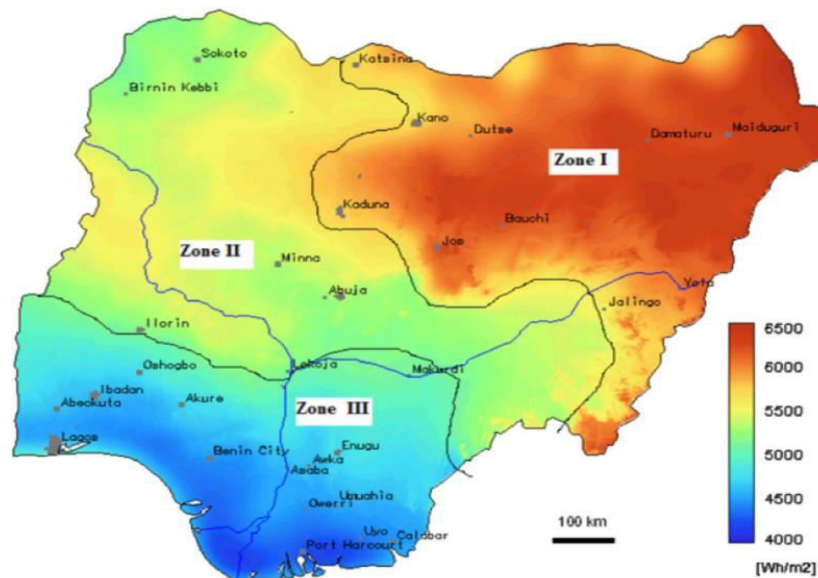 Sokoto
Katsina
Birnin Kebbi
Kano
Dutse
Damaturu
Maiduguri
Zone I
Kaduna
Bauchi
Zone II
Jos
Minna
Yola
Abuja
Jalingo
Ilorin
Oshogbo
Lokoja
Makurdi
Ibadan
Abeokuta
Akure
Zone III
Lagos
Enugu
Benin City
Awka
Asaba
Umuahia
Owerri
Uyo
Calabar
Port Harcourt
100 km
6500
6000
5500
5000
4500
4000
[Wh/m2]